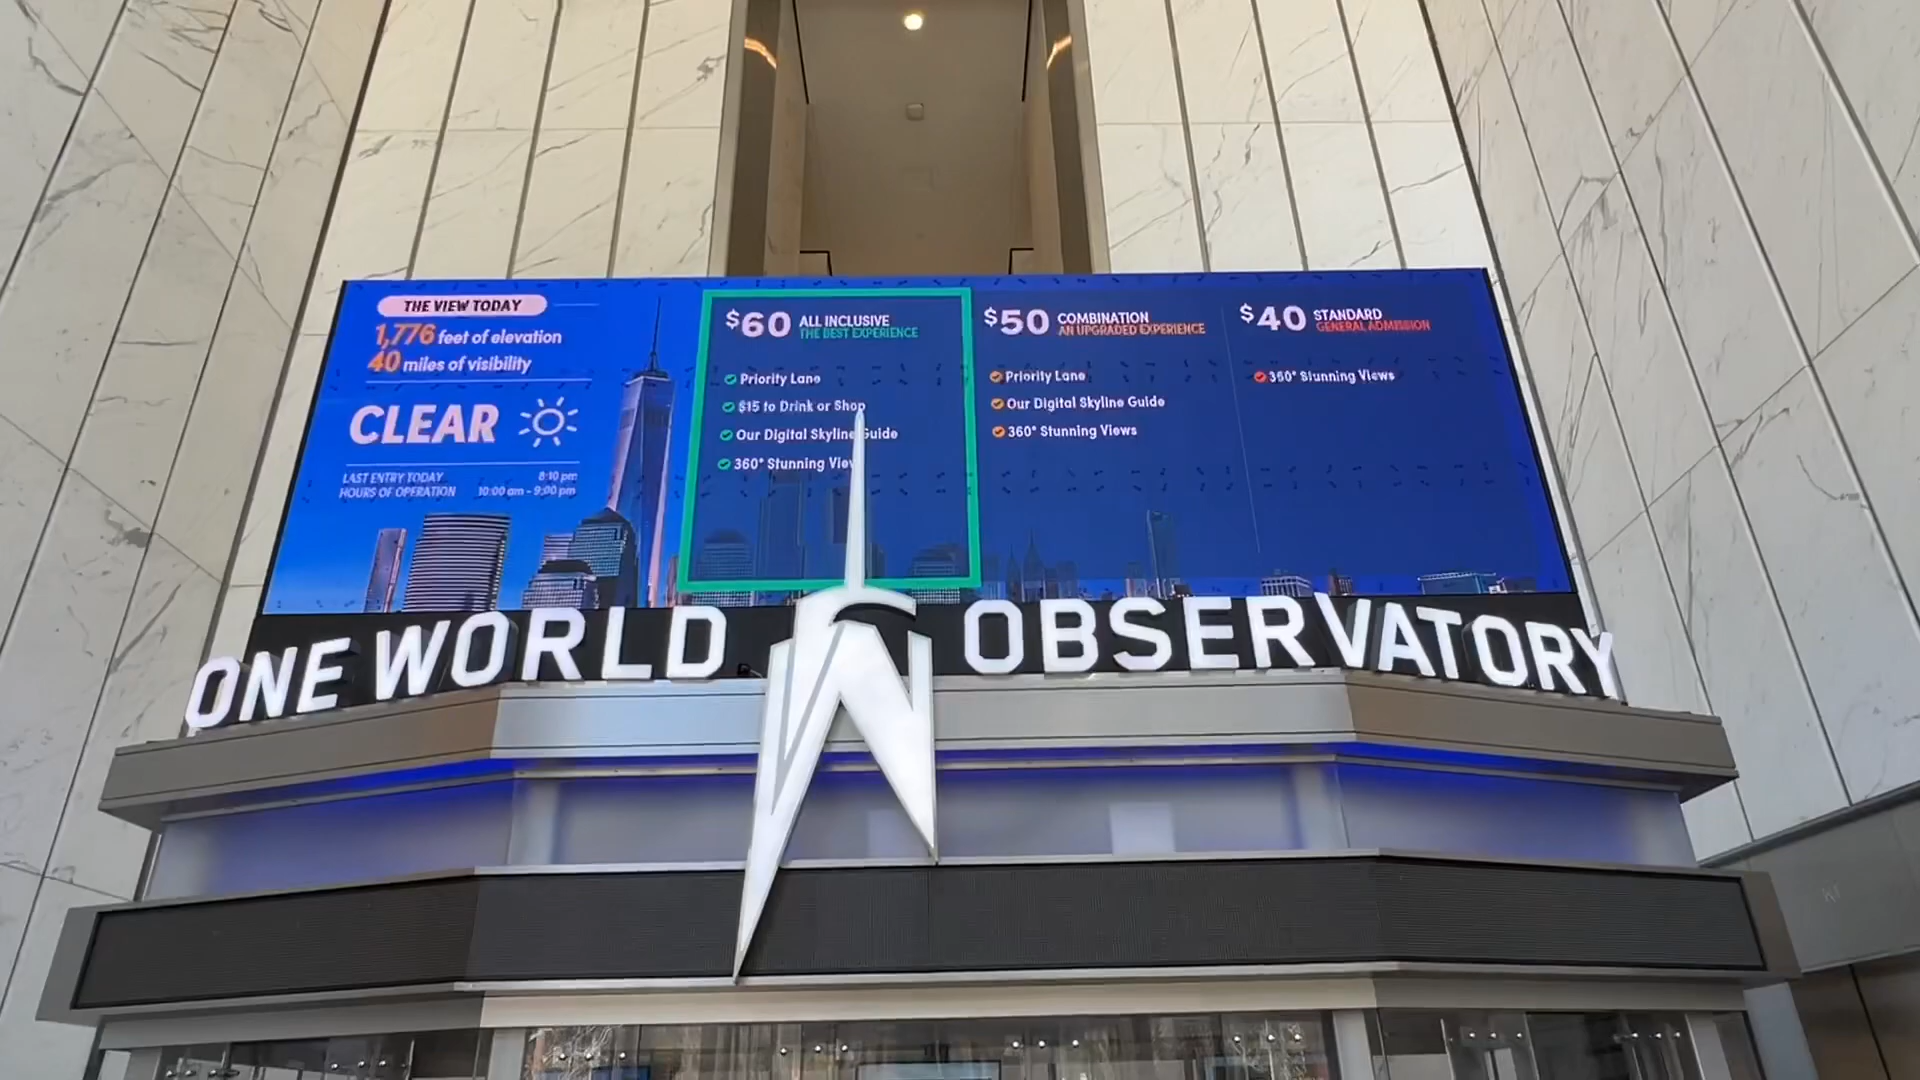 THE VIEW TODAY
1,776 feet of elevation
40 miles of visibility
CLEAR
LAST ENTRY TODAY 8:10 pm
HOURS OF OPERATION 10:00 am - 9:00 pm
$60 ALL INCLUSIVE
THE BEST EXPERIENCE
Priority Lane
$15 to Drink or Shop
Our Digital Skyline Guide
360° Stunning View
$50 COMBINATION
AN UPGRADED EXPERIENCE
Priority Lane
Our Digital Skyline Guide
360° Stunning Views
$40 STANDARD
GENERAL ADMISSION
360° Stunning Views
ONE WORLD OBSERVATORY